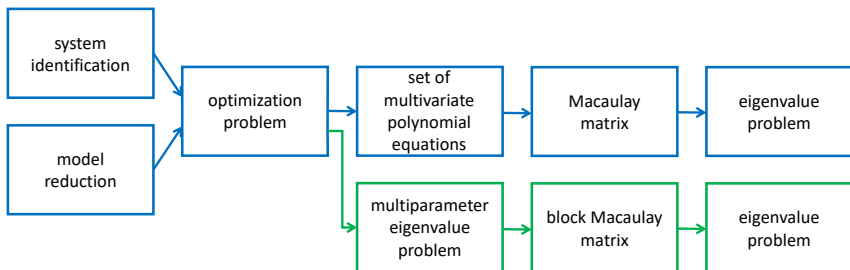 system
identification
model
reduction
optimization
problem
set of
multivariate
polynomial
equations
Macaulay
matrix
eigenvalue
problem
multiparameter
eigenvalue
problem
block Macaulay
matrix
eigenvalue
problem